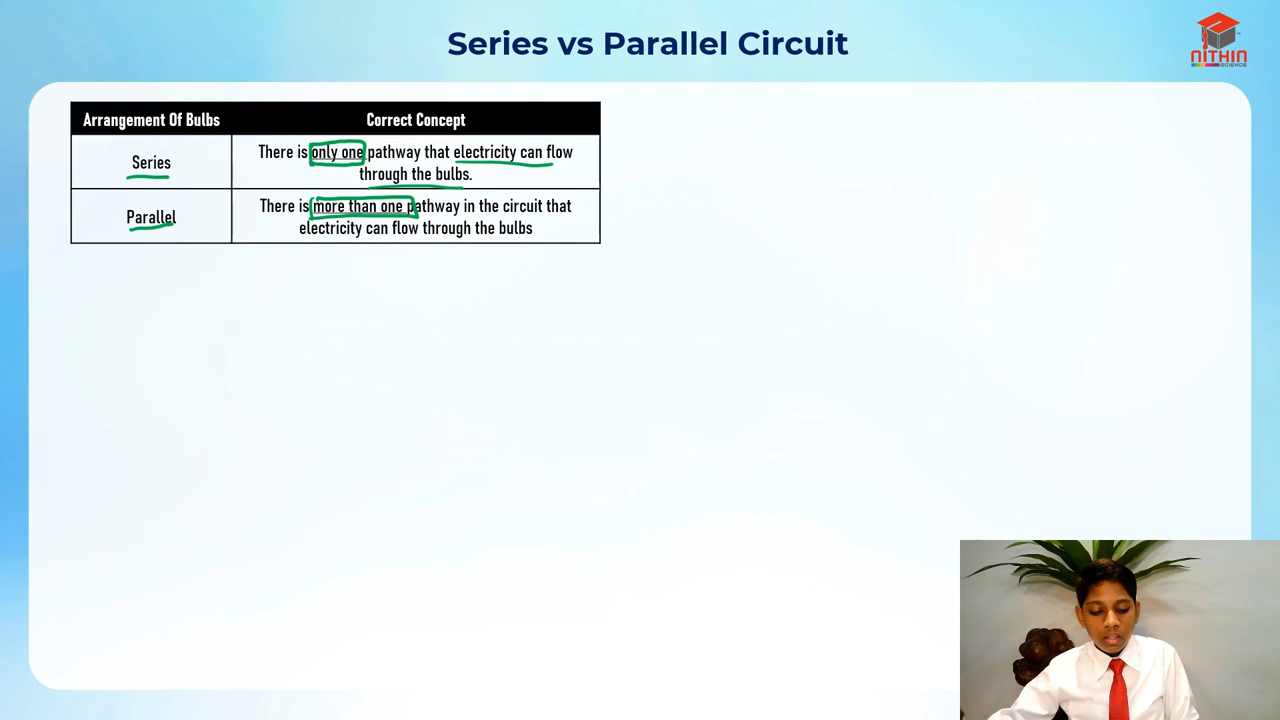 Series vs Parallel Circuit
NITHIN
SCIENCE
Arrangement Of Bulbs
Correct Concept
Series
There is only one pathway that electricity can flow
through the bulbs.
Parallel
There is more than one pathway in the circuit that
electricity can flow through the bulbs